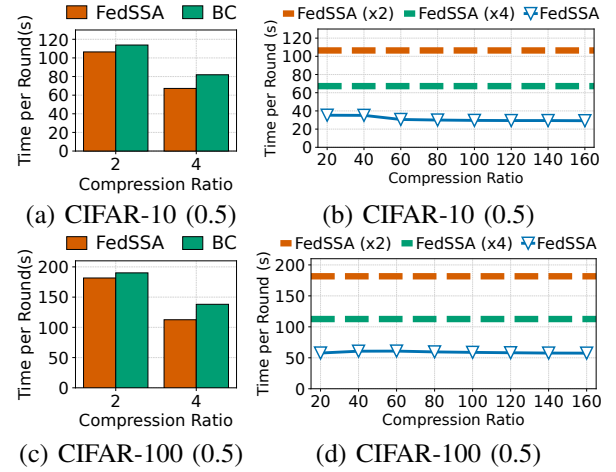 FedSSA BC
Time per Round(s)
120
100
80
60
40
20
0
2 4
Compression Ratio
(a) CIFAR-10 (0.5)
FedSSA (x2) FedSSA (x4) FedSSA
Time per Round (s)
120
100
80
60
40
20
0
20 40 60 80 100 120 140 160
Compression Ratio
(b) CIFAR-10 (0.5)
FedSSA BC
Time per Round(s)
200
150
100
50
0
2 4
Compression Ratio
(c) CIFAR-100 (0.5)
FedSSA (x2) FedSSA (x4) FedSSA
Time per Round (s)
200
150
100
50
0
20 40 60 80 100 120 140 160
Compression Ratio
(d) CIFAR-100 (0.5)